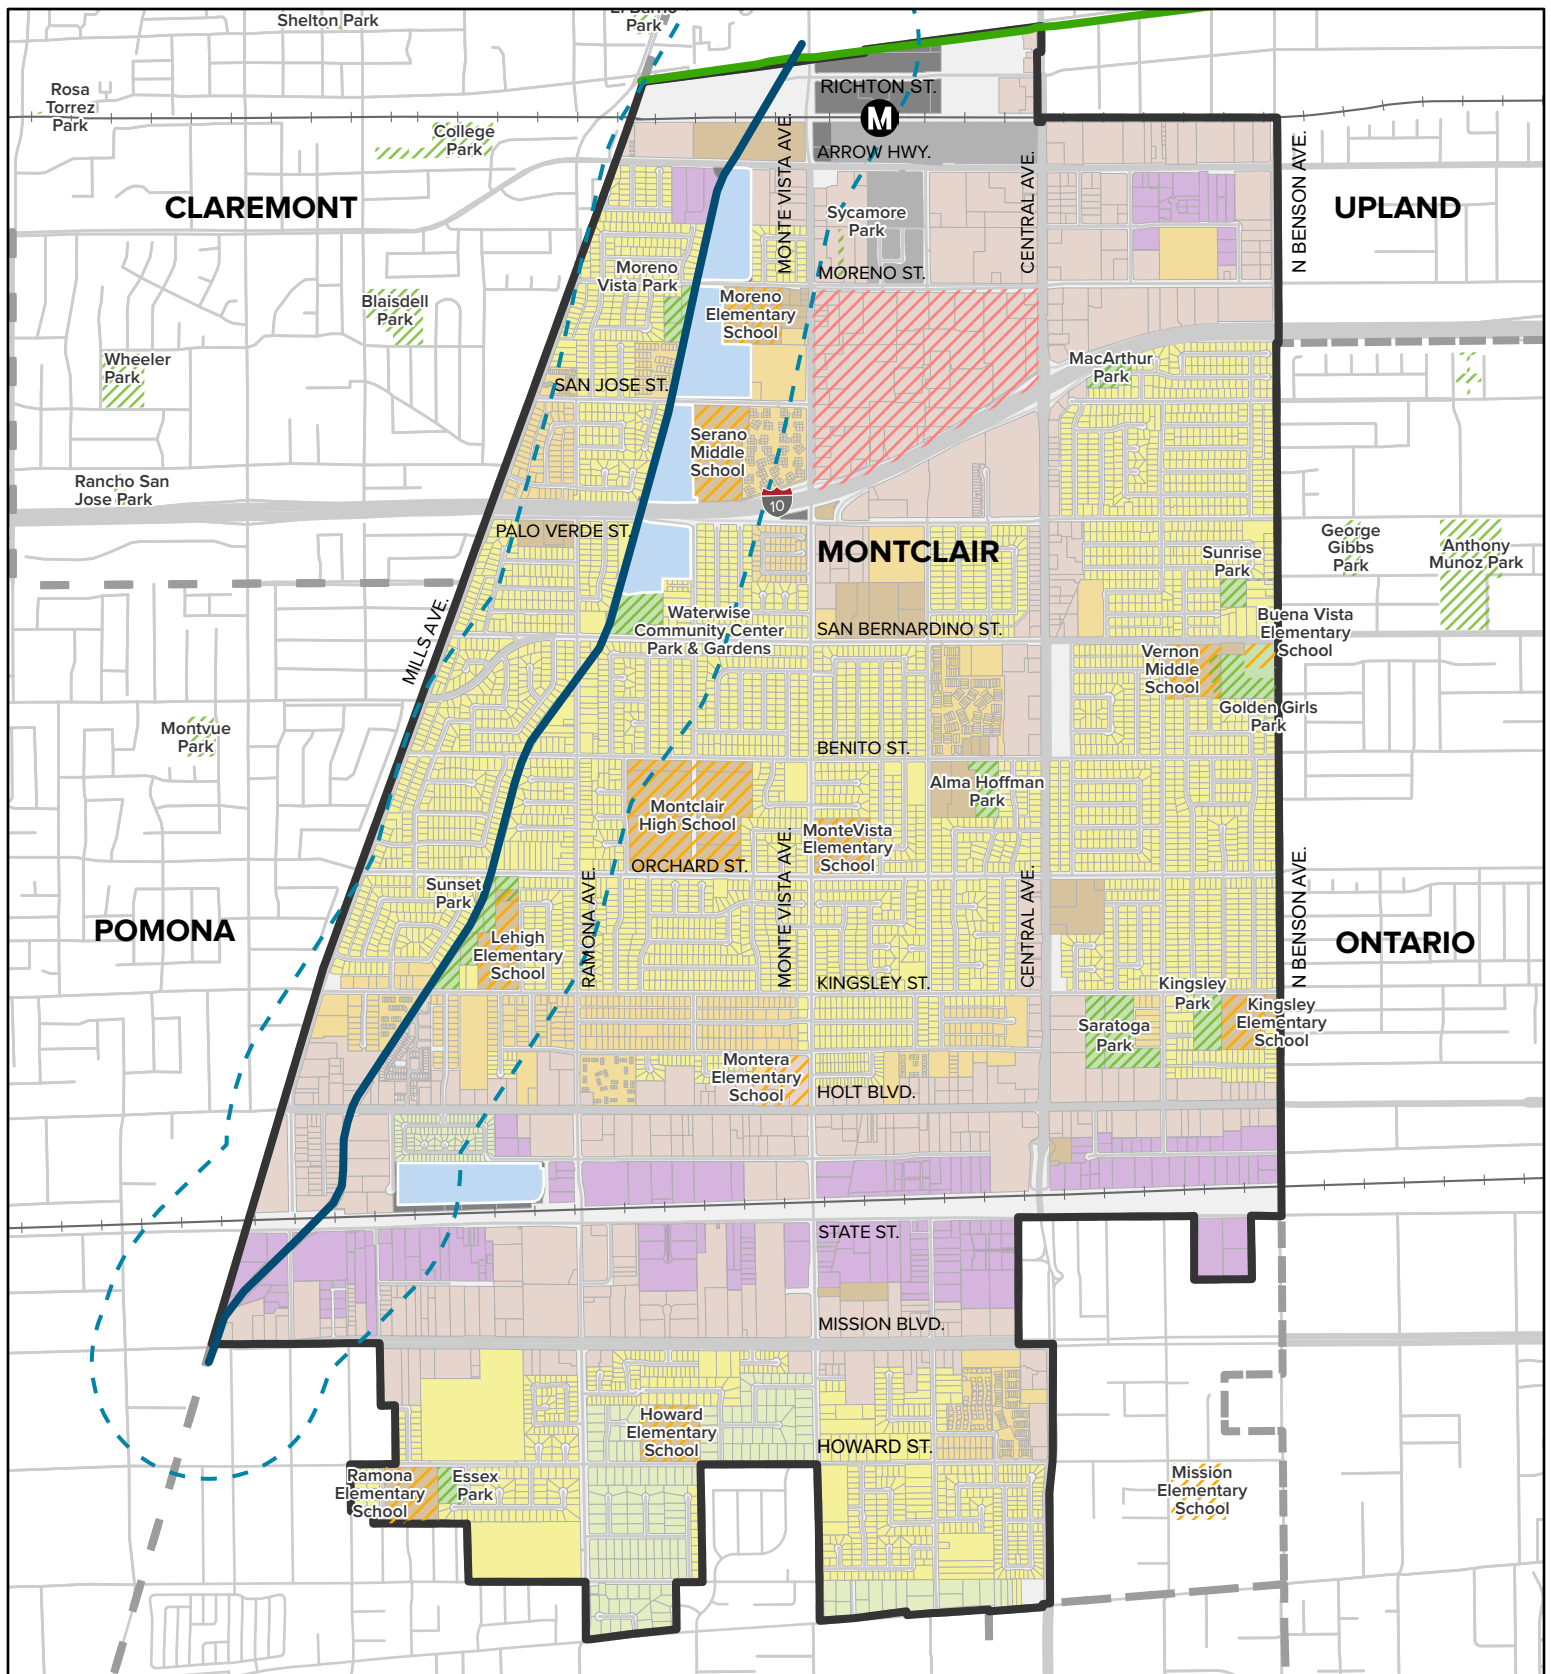 Shelton Park
El Barrio
Park
RICHTON ST.
Rosa
Torrez
Park
M
College
Park
ARROW HWY.
MONTE VISTA AVE.
CENTRAL AVE.
N BENSON AVE.
CLAREMONT
UPLAND
Sycamore
Park
Moreno
Vista Park
MORENO ST.
Blaisdell
Park
Moreno
Elementary
School
Wheeler
Park
MacArthur
Park
SAN JOSE ST.
Serano
Middle
School
Rancho San
Jose Park
10
PALO VERDE ST.
MONTCLAIR
George
Gibbs
Park
Anthony
Munoz Park
Sunrise
Park
MILLS AVE.
Waterwise
Community Center
Park & Gardens
SAN BERNARDINO ST.
Buena Vista
Elementary
School
Vernon
Middle
School
Golden Girls
Park
Montvue
Park
BENITO ST.
Alma Hoffman
Park
Montclair
High School
MonteVista
Elementary
School
ORCHARD ST.
Sunset
Park
RAMONA AVE.
MONTE VISTA AVE.
CENTRAL AVE.
N BENSON AVE.
POMONA
ONTARIO
Lehigh
Elementary
School
KINGSLEY ST.
Kingsley
Park
Kingsley
Elementary
School
Saratoga
Park
Montera
Elementary
School
HOLT BLVD.
STATE ST.
MISSION BLVD.
Howard
Elementary
School
HOWARD ST.
Ramona
Elementary
School
Essex
Park
Mission
Elementary
School